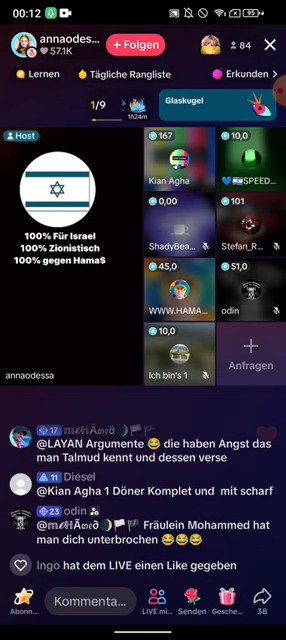 00:12
95
annaodes...
57.1K
+ Folgen
84
Lernen
Tägliche Rangliste
Erkunden
1/9
1h24m
Glaskugel
Host
167
10,0
100% Für Israel
100% Zionistisch
100% gegen Hama$
Kian Agha
SPEED...
0,00
101
ShadyBea...
Stefan_R...
45,0
51,0
WWW.HAMA...
odin
10,0
Ich bin's 1
Anfragen
annaodessa
17
@LAYAN Argumente 😂 die haben Angst das
man Talmud kennt und dessen verse
11 Diesel
@Kian Agha 1 Döner Komplet und mit scharf
23 odin
Fräulein Mohammed hat
man dich unterbrochen 😂😂😂
Ingo hat dem LIVE einen Like gegeben
Abonn...
Kommenta...
LIVE mi...
Senden
Gesche...
38